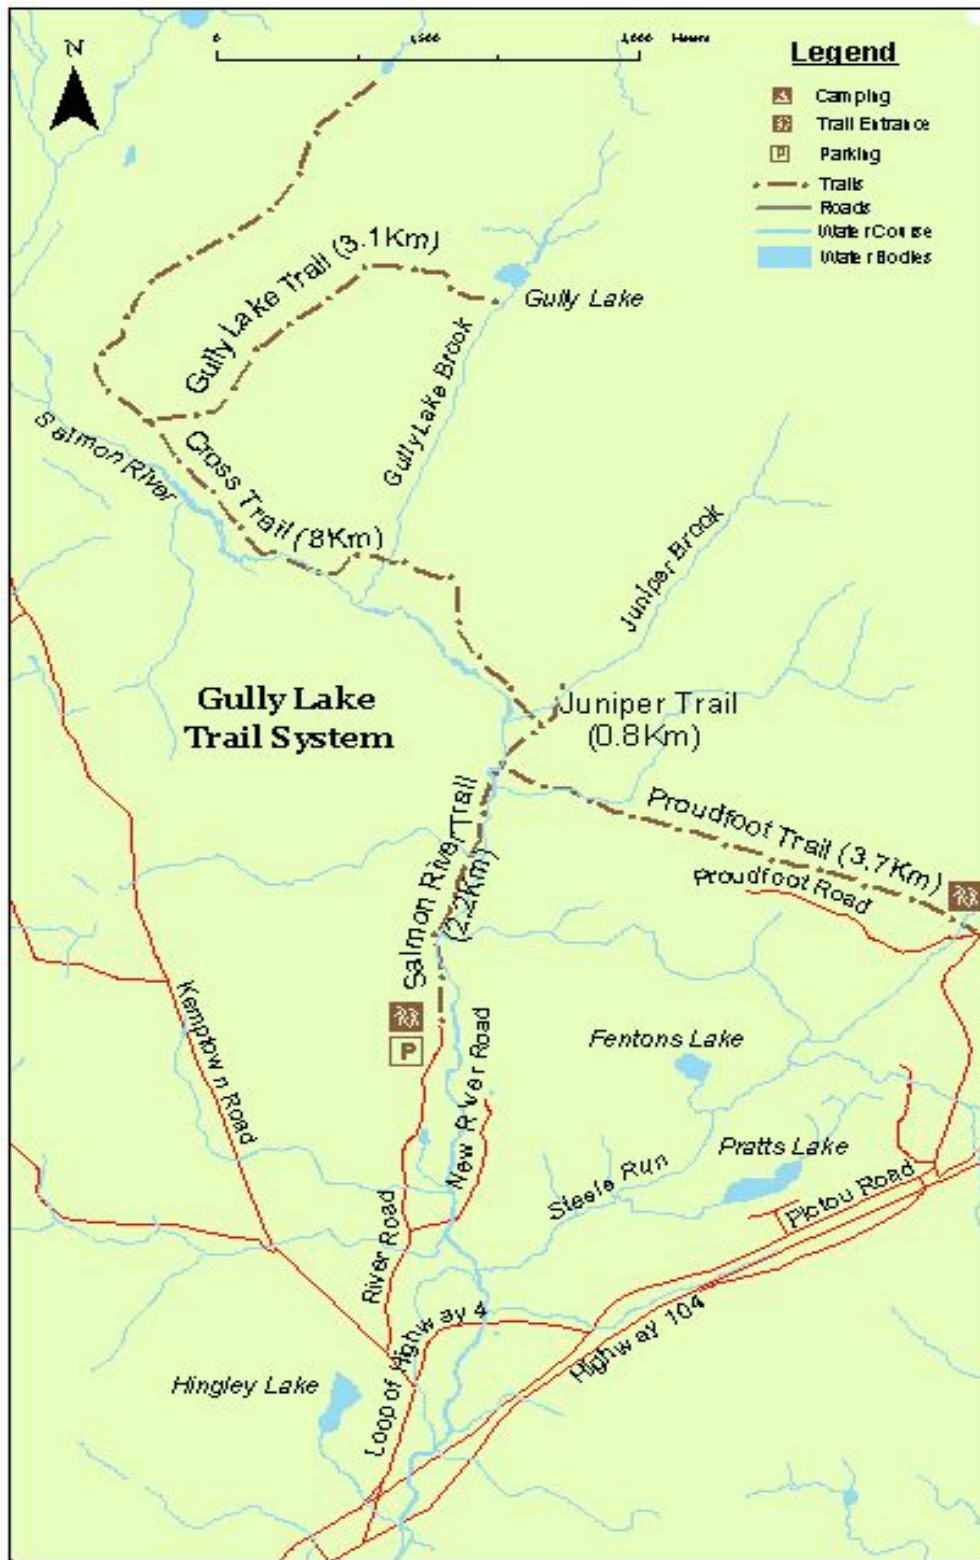 N
0
Legend
Camping
Trail Entrance
Parking
Trails
Roads
Water Course
Water Bodies
Gully Lake Trail (3.1Km)
Gully Lake
Gully Lake Brook
Salmon River
Cross Trail (8Km)
Juniper Brook
Gully Lake
Trail System
Juniper Trail
(0.8Km)
Salmon River Trail
(2.2Km)
Proudfoot Trail (3.7Km)
Proudfoot Road
Kemptown Road
P
New River Road
Fentons Lake
Pratts Lake
Steele Run
Pictou Road
River Road
Loop of Highway 4
Highway 104
Hingley Lake